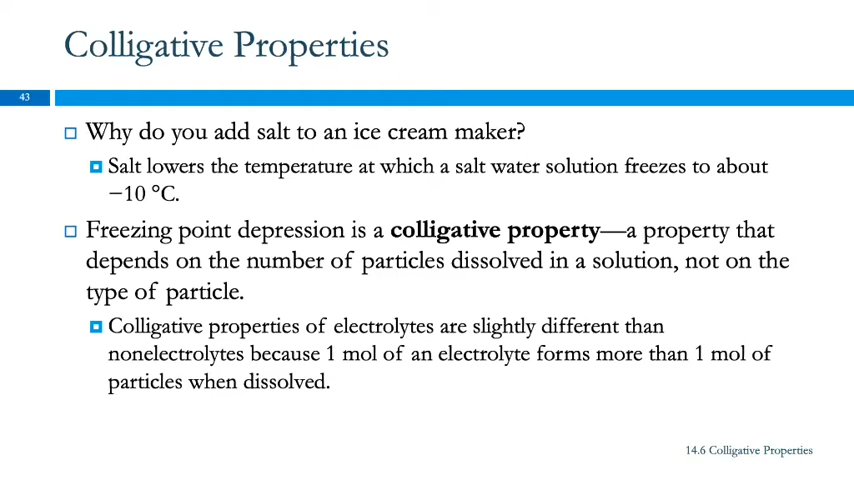 Colligative Properties
43
Why do you add salt to an ice cream maker?
Salt lowers the temperature at which a salt water solution freezes to about
−10 °C.
Freezing point depression is a colligative property—a property that
depends on the number of particles dissolved in a solution, not on the
type of particle.
Colligative properties of electrolytes are slightly different than
nonelectrolytes because 1 mol of an electrolyte forms more than 1 mol of
particles when dissolved.
14.6 Colligative Properties